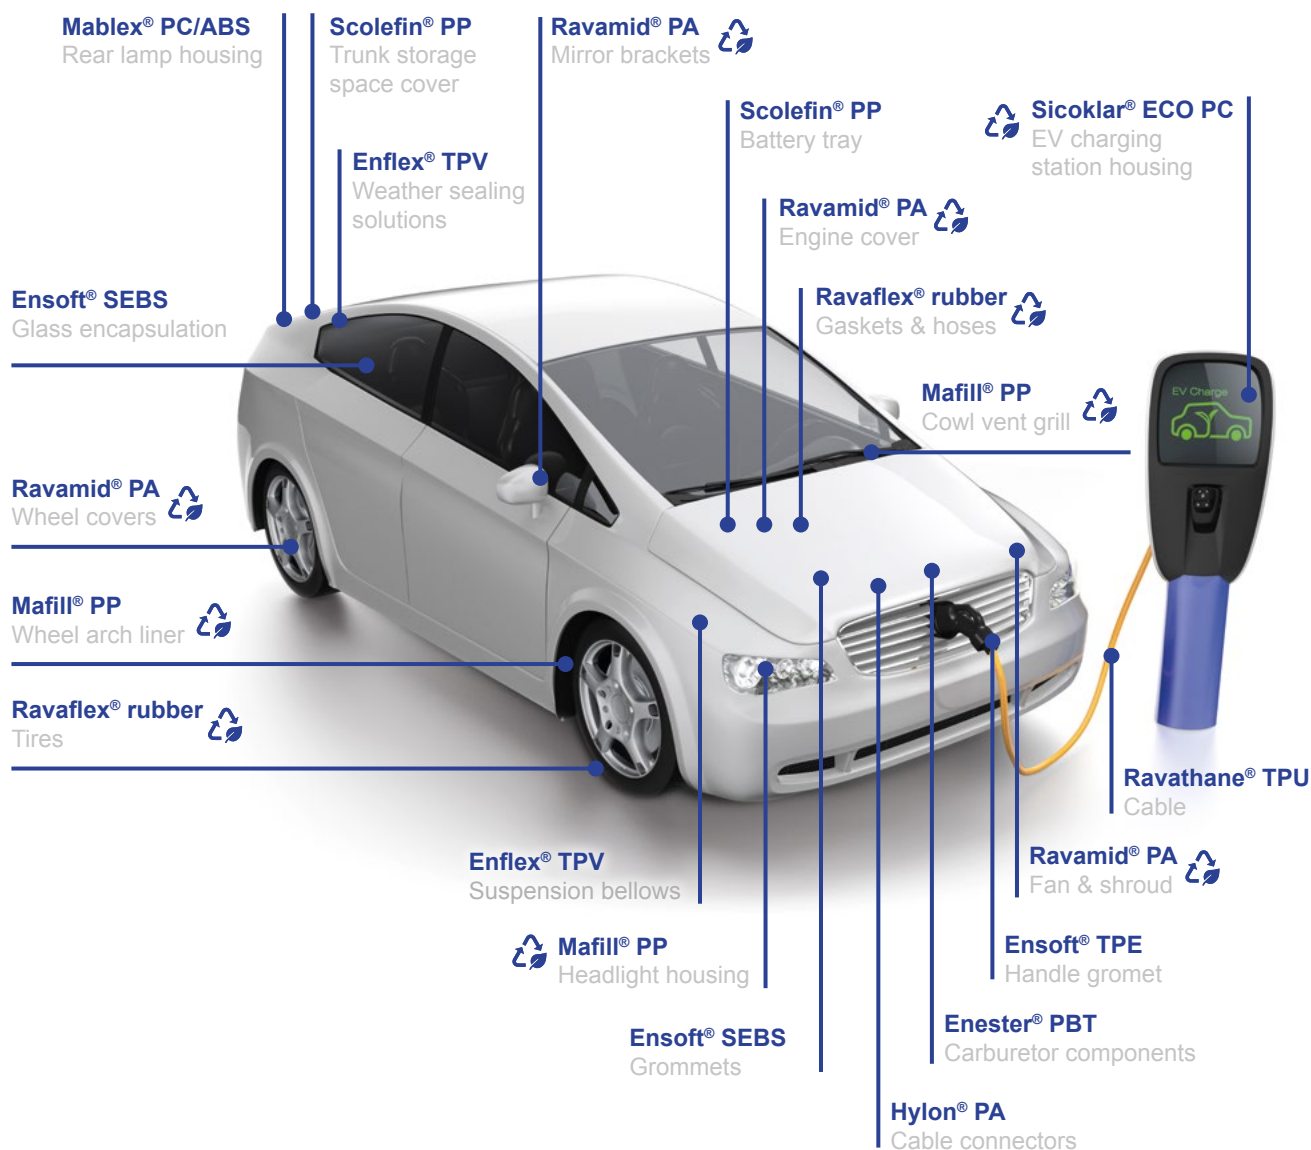 Mablex® PC/ABS
Rear lamp housing
Scolefin® PP
Trunk storage
space cover
Ravamid® PA
Mirror brackets
Scolefin® PP
Battery tray
Sicoklar® ECO PC
EV charging
station housing
Enflex® TPV
Weather sealing
solutions
Ravamid® PA
Engine cover
Ensoft® SEBS
Glass encapsulation
Ravaflex® rubber
Gaskets & hoses
Mafill® PP
Cowl vent grill
EV Charge
Ravamid® PA
Wheel covers
Mafill® PP
Wheel arch liner
Ravaflex® rubber
Tires
Ravathane® TPU
Cable
Enflex® TPV
Suspension bellows
Ravamid® PA
Fan & shroud
Mafill® PP
Headlight housing
Ensoft® TPE
Handle gromet
Ensoft® SEBS
Grommets
Enester® PBT
Carburetor components
Hylon® PA
Cable connectors